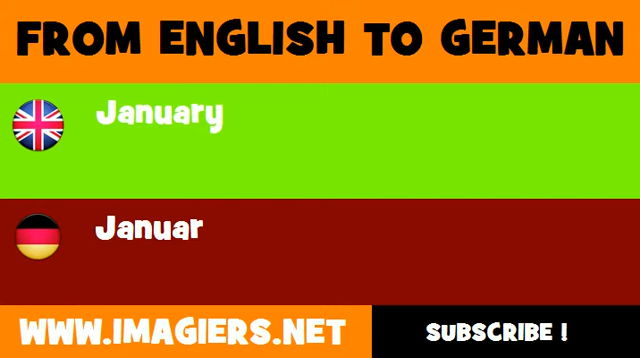 FROM ENGLISH TO GERMAN
January
Januar
WWW.IMAGIERS.NET
SUBSCRIBE !